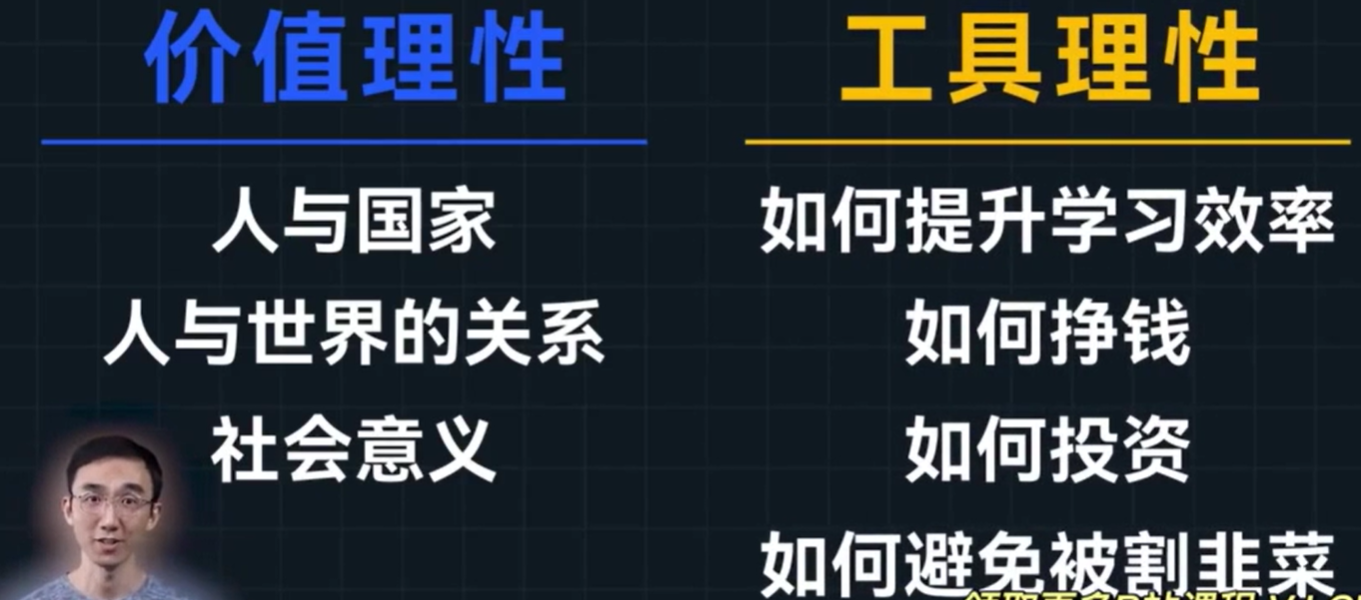 价值理性
工具理性
人与国家
人与世界的关系
社会意义
如何提升学习效率
如何挣钱
如何投资
如何避免被割韭菜